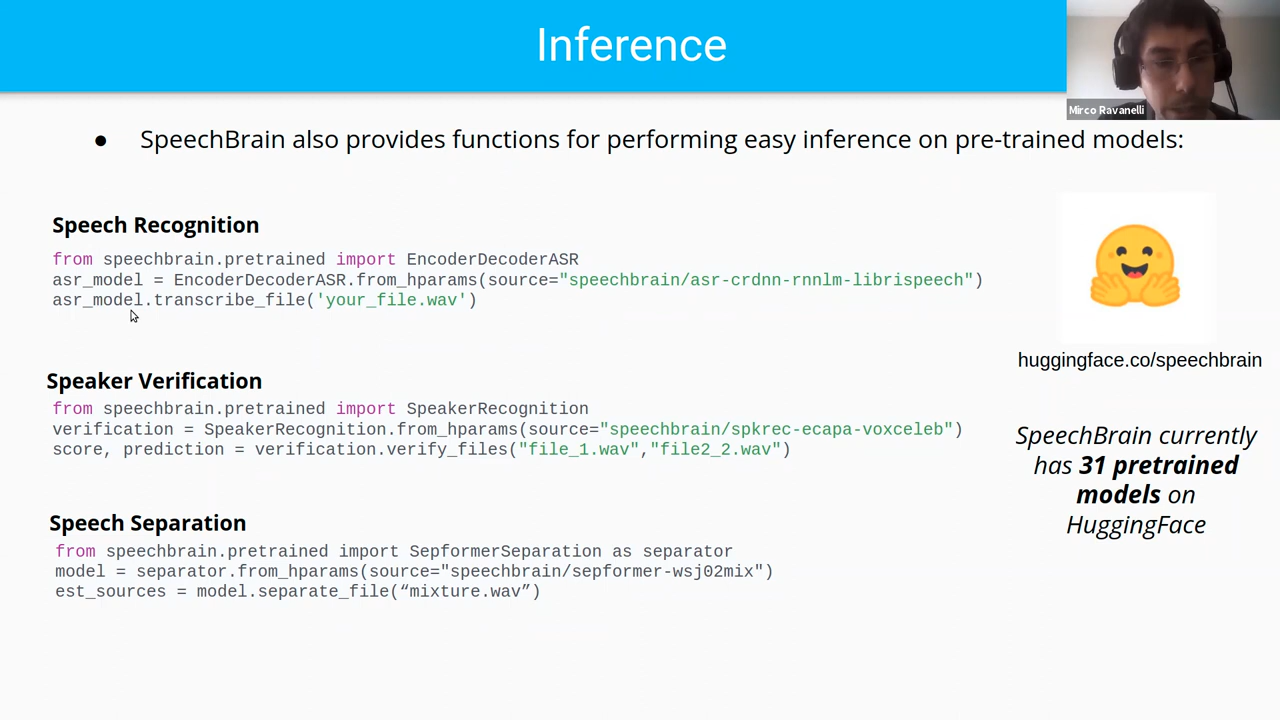 Inference
Mirco Ravanelli
● SpeechBrain also provides functions for performing easy inference on pre-trained models:
Speech Recognition
from speechbrain.pretrained import EncoderDecoderASR
asr_model = EncoderDecoderASR.from_hparams(source="speechbrain/asr-crdnn-rnnlm-librispeech")
asr_model.transcribe_file('your_file.wav')
Speaker Verification
from speechbrain.pretrained import SpeakerRecognition
verification = SpeakerRecognition.from_hparams(source="speechbrain/spkrec-ecapa-voxceleb")
score, prediction = verification.verify_files("file_1.wav","file2_2.wav")
Speech Separation
from speechbrain.pretrained import SepformerSeparation as separator
model = separator.from_hparams(source="speechbrain/sepformer-wsj02mix")
est_sources = model.separate_file(“mixture.wav”)
huggingface.co/speechbrain
SpeechBrain currently
has 31 pretrained
models on
HuggingFace